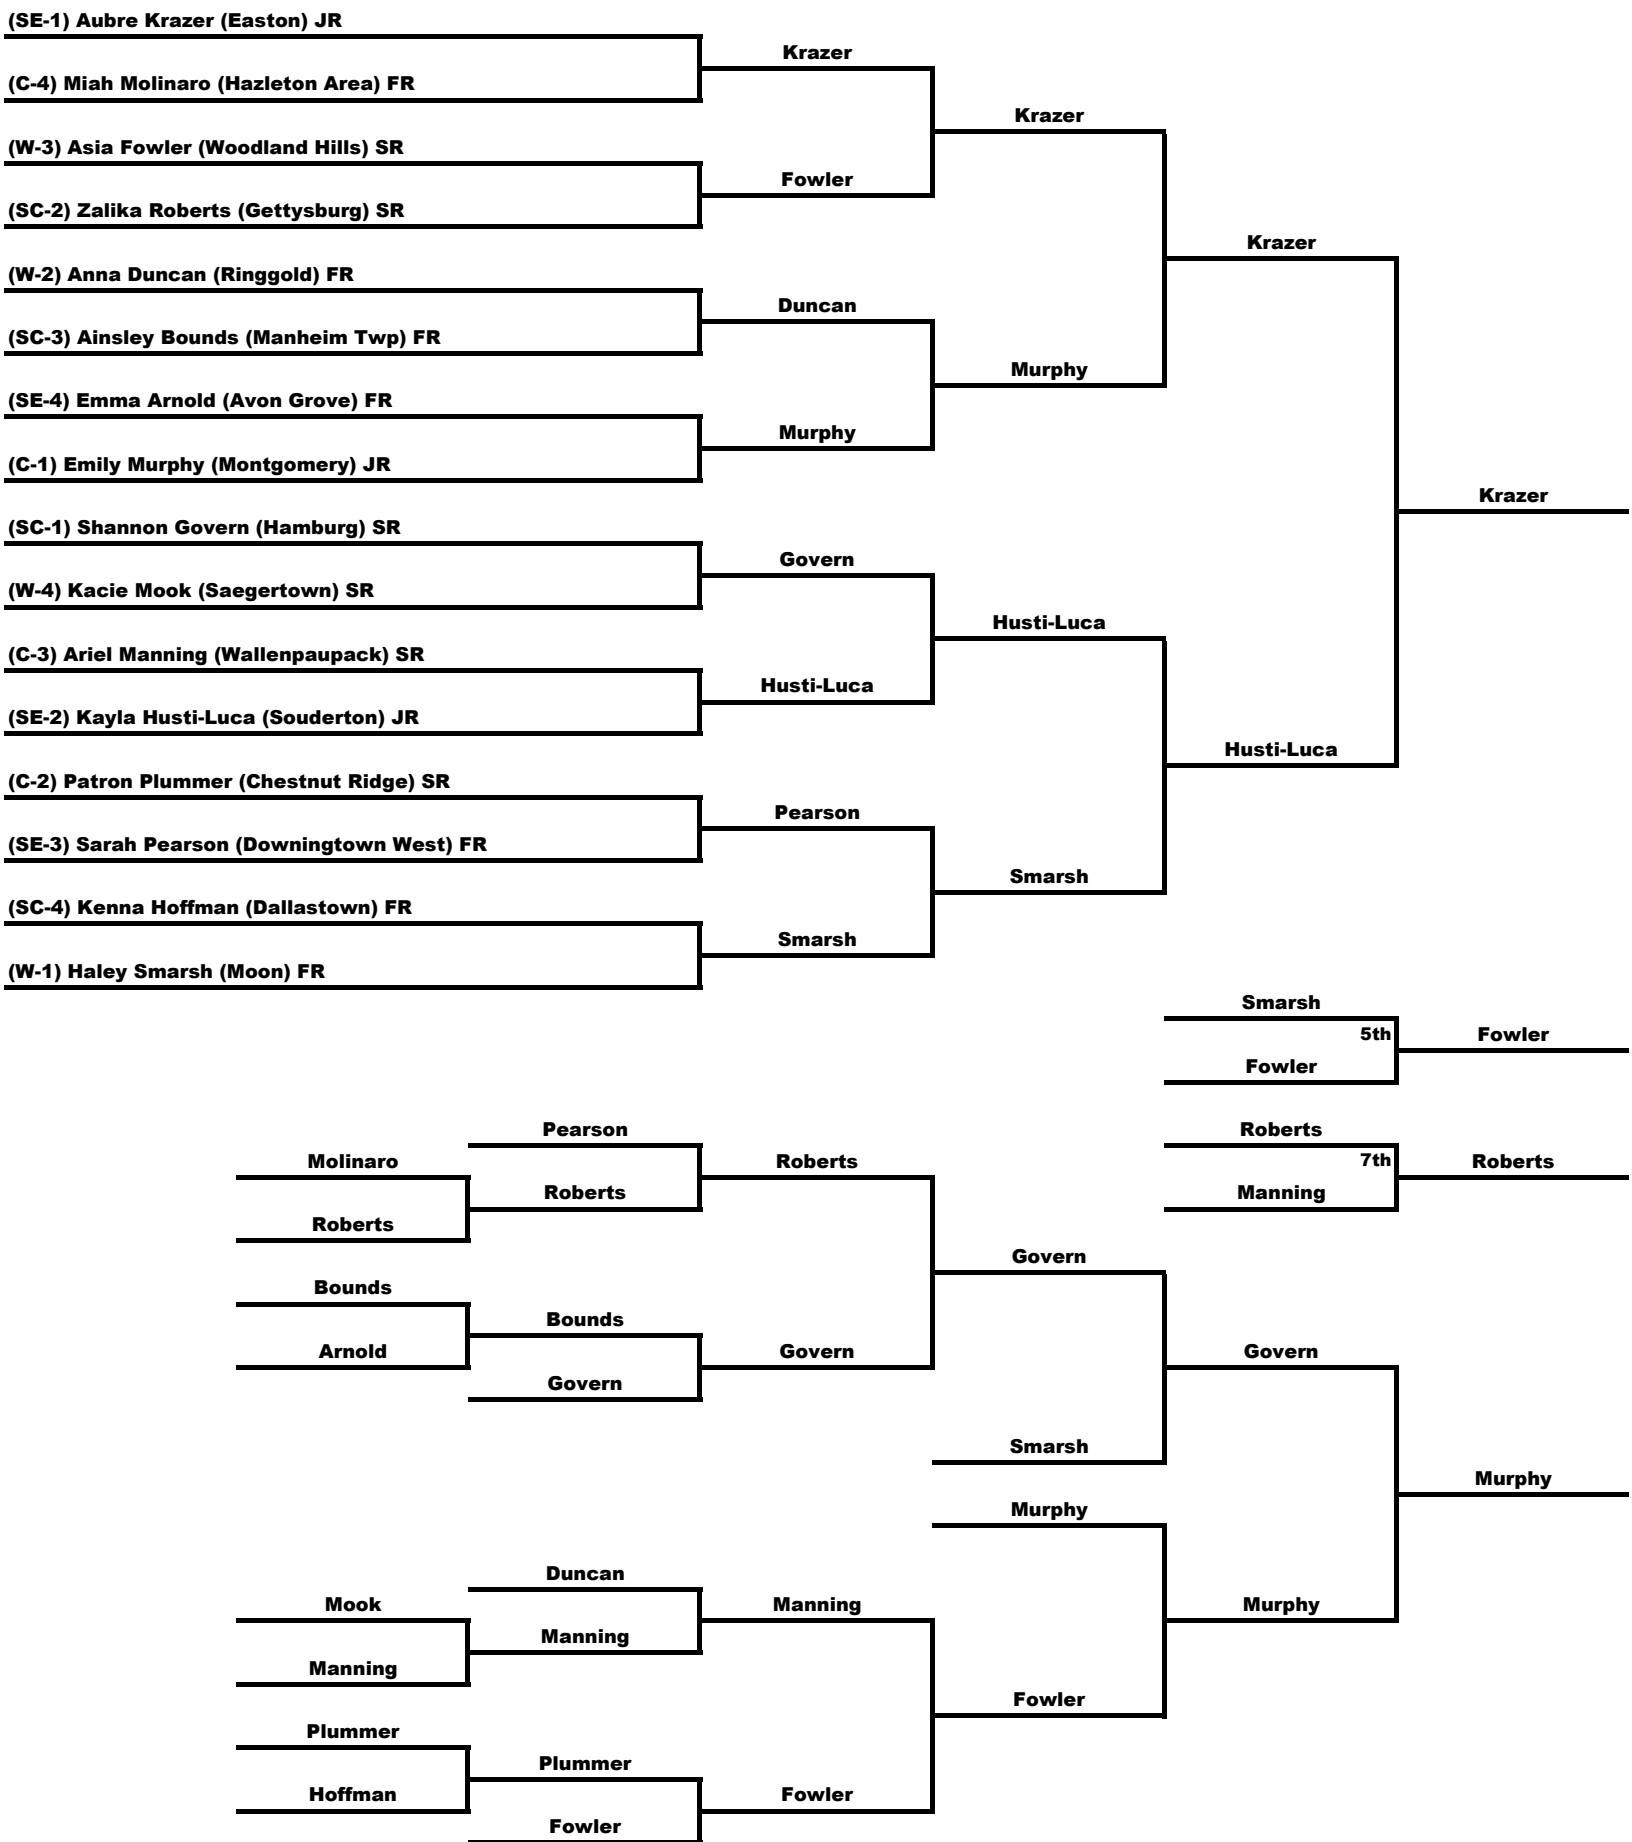 (SE-1) Aubre Krazer (Easton) JR
Krazer
(C-4) Miah Molinaro (Hazleton Area) FR
Krazer
(W-3) Asia Fowler (Woodland Hills) SR
Fowler
(SC-2) Zalika Roberts (Gettysburg) SR
Krazer
(W-2) Anna Duncan (Ringgold) FR
Duncan
(SC-3) Ainsley Bounds (Manheim Twp) FR
Murphy
(SE-4) Emma Arnold (Avon Grove) FR
Murphy
(C-1) Emily Murphy (Montgomery) JR
Krazer
(SC-1) Shannon Govern (Hamburg) SR
Govern
(W-4) Kacie Mook (Saegertown) SR
Husti-Luca
(C-3) Ariel Manning (Wallenpaupack) SR
Husti-Luca
(SE-2) Kayla Husti-Luca (Souderton) JR
Husti-Luca
(C-2) Patron Plummer (Chestnut Ridge) SR
Pearson
(SE-3) Sarah Pearson (Downingtown West) FR
Smarsh
(SC-4) Kenna Hoffman (Dallastown) FR
Smarsh
(W-1) Haley Smarsh (Moon) FR
Smarsh
5th
Fowler
Fowler
Pearson
Roberts
Molinaro
Roberts
7th
Roberts
Roberts
Manning
Roberts
Govern
Bounds
Bounds
Arnold
Govern
Govern
Govern
Smarsh
Murphy
Murphy
Duncan
Mook
Manning
Murphy
Manning
Manning
Fowler
Plummer
Plummer
Hoffman
Fowler
Fowler